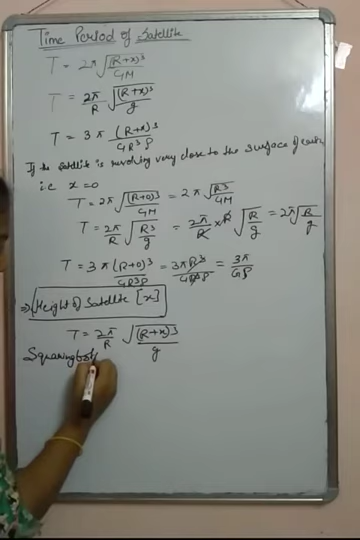 Time Period of Satellite
T = 2π √((R+x)³/GM)
T = 2π/R √((R+x)³/g)
T = 3π (R+x)³/GR³ρ
If the satellite is revolving very close to the surface of earth
i.e x=0
T = 2π √((R+0)³/GM) = 2π √(R³/GM)
T = 2π/R √(R³/g) = 2π/R × R √(R/g) = 2π √(R/g)
T = 3π (R+0)³/GR³ρ = 3πR³/GR³ρ = 3π/Gρ
⇒ Height of Satellite [x]
T = 2π/R √((R+x)³/g)
Squaring